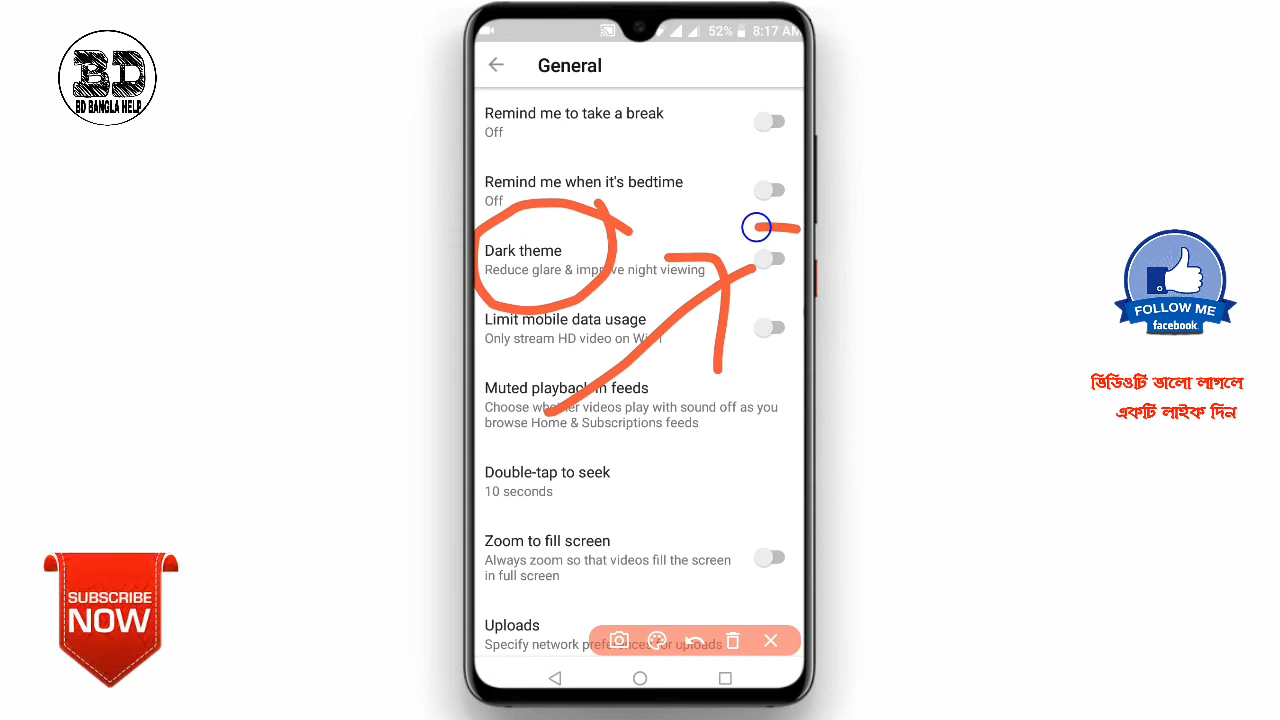 BD
BD BANGLA HELP
52% 8:17 AM
General
Remind me to take a break
Off
Remind me when it's bedtime
Off
Dark theme
Reduce glare & improve night viewing
Limit mobile data usage
Only stream HD video on Wi-Fi
Muted playback in feeds
Choose whether videos play with sound off as you
browse Home & Subscriptions feeds
Double-tap to seek
10 seconds
Zoom to fill screen
Always zoom so that videos fill the screen
in full screen
Uploads
Specify network preferences for uploads
FOLLOW ME
facebook
ভিডিওটি ভালো লাগলে
একটি লাইক দিন
SUBSCRIBE
NOW